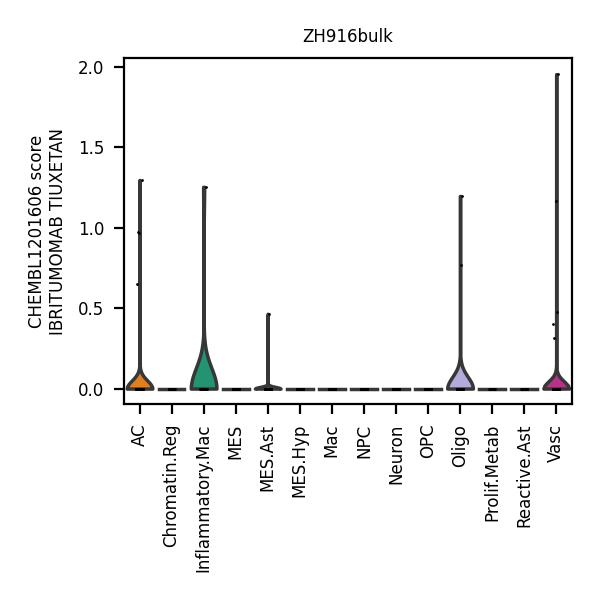 ZH916bulk
CHEMBL1201606 score
IBRITUMOMAB TIUXETAN
2.0
1.5
1.0
0.5
0.0
AC
Chromatin.Reg
Inflammatory.Mac
MES
MES.Ast
MES.Hyp
Mac
NPC
Neuron
OPC
Oligo
Prolif.Metab
Reactive.Ast
Vasc